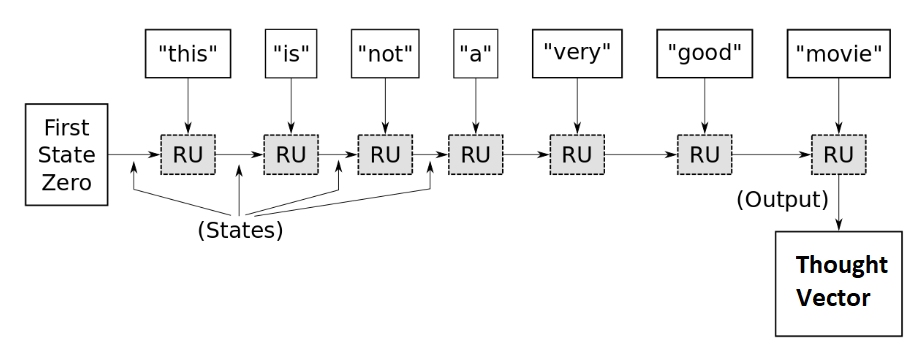 "this" "is" "not" "a" "very" "good" "movie"
First
State
Zero
RU RU RU RU RU RU RU
(States)
(Output)
Thought
Vector